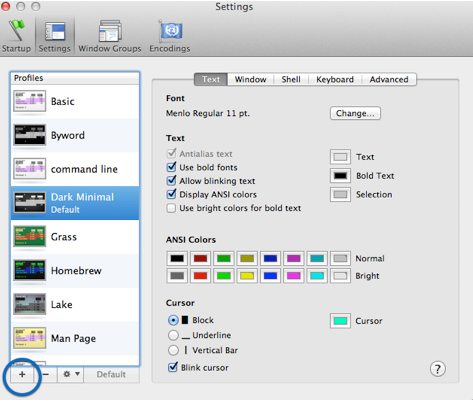 Settings
Startup
Settings
Window Groups
Encodings
Profiles
Basic
Byword
command line
Dark Minimal
Default
Grass
Homebrew
Lake
Man Page
+ − Default
Text Window Shell Keyboard Advanced
Font
Menlo Regular 11 pt.
Change...
Text
Antialias text
Use bold fonts
Allow blinking text
Display ANSI colors
Use bright colors for bold text
Text
Bold Text
Selection
ANSI Colors
Normal
Bright
Cursor
Block
Underline
Vertical Bar
Blink cursor
Cursor
?